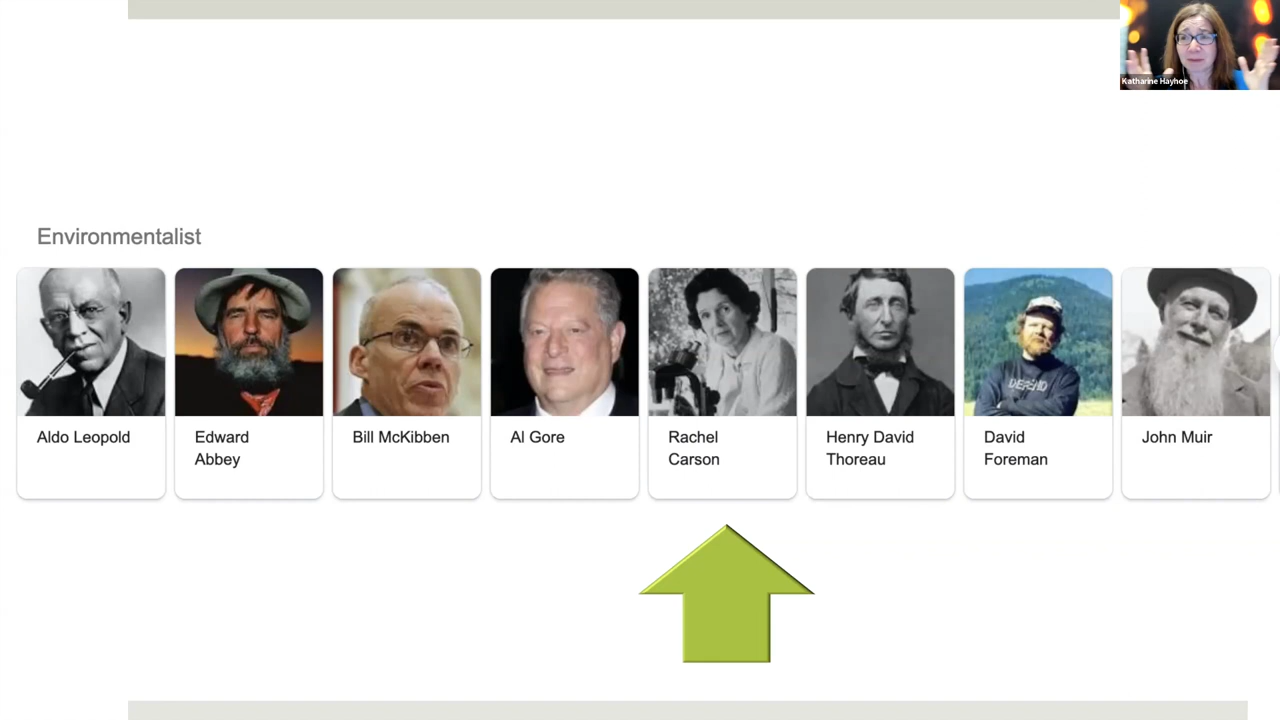 Katharine Hayhoe
Environmentalist
Aldo Leopold
Edward
Abbey
Bill McKibben
Al Gore
Rachel
Carson
Henry David
Thoreau
David
Foreman
John Muir
DEFEND